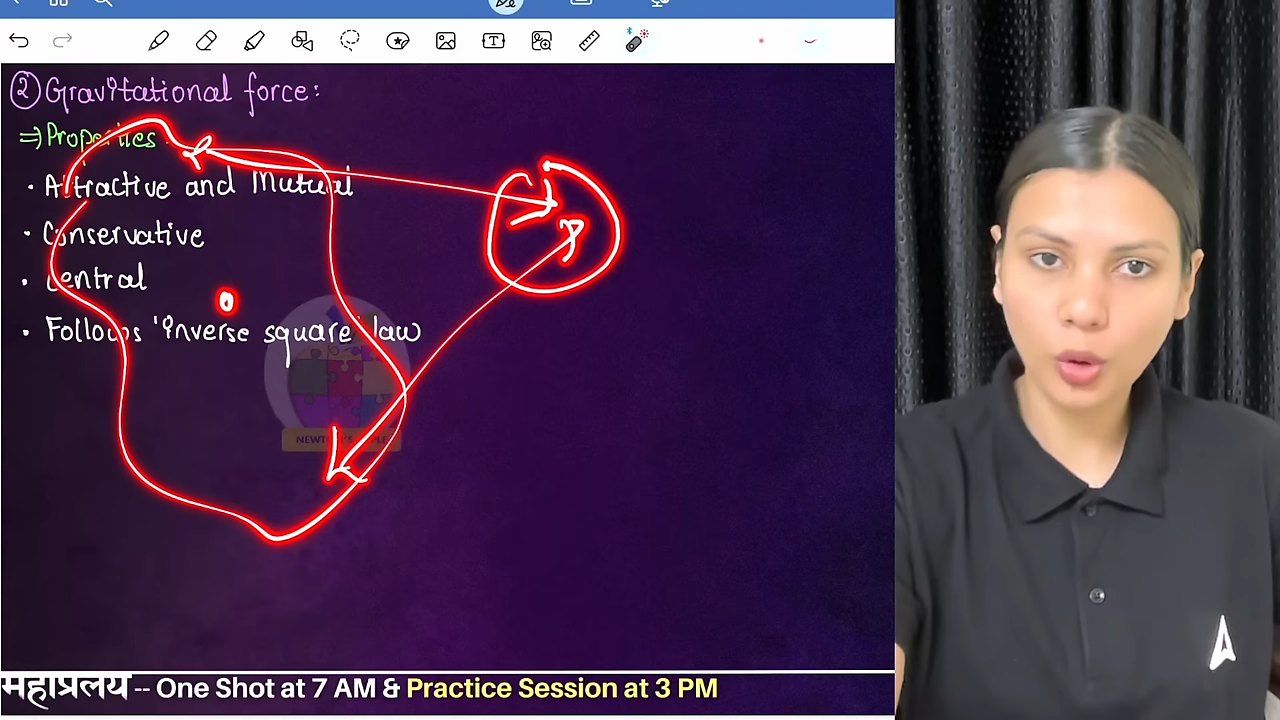 ② Gravitational force:
⇒ Properties
• Attractive and Mutual
• Conservative
• Central
• Follows 'inverse square' law
महाप्रलय -- One Shot at 7 AM & Practice Session at 3 PM